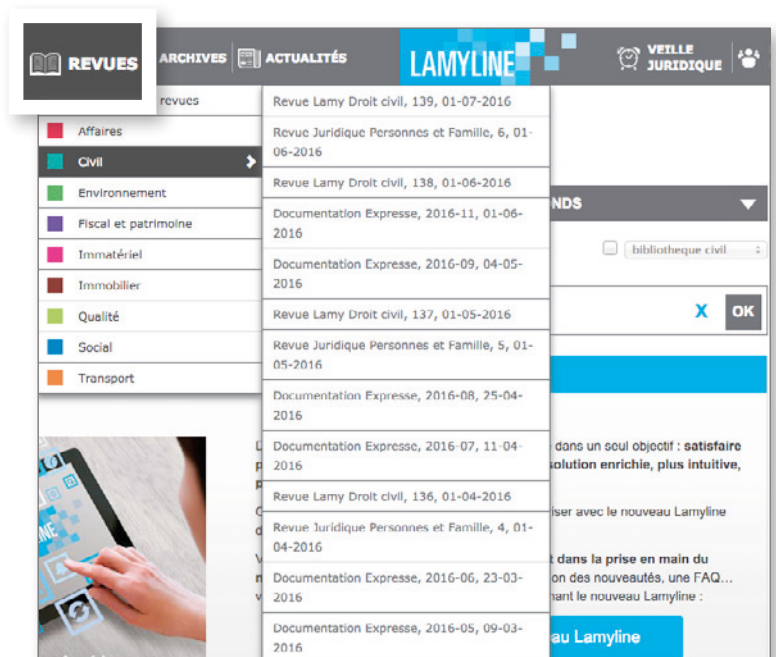 REVUES
ARCHIVES
ACTUALITÉS
LAMYLINE
VEILLE
JURIDIQUE
revues
Affaires
Civil
Environnement
Fiscal et patrimoine
Immatériel
Immobilier
Qualité
Social
Transport
Revue Lamy Droit civil, 139, 01-07-2016
Revue Juridique Personnes et Famille, 6, 01-
06-2016
Revue Lamy Droit civil, 138, 01-06-2016
Documentation Expresse, 2016-11, 01-06-
2016
Documentation Expresse, 2016-09, 04-05-
2016
Revue Lamy Droit civil, 137, 01-05-2016
Revue Juridique Personnes et Famille, 5, 01-
05-2016
Documentation Expresse, 2016-08, 25-04-
2016
Documentation Expresse, 2016-07, 11-04-
2016
Revue Lamy Droit civil, 136, 01-04-2016
Revue Juridique Personnes et Famille, 4, 01-
04-2016
Documentation Expresse, 2016-06, 23-03-
2016
Documentation Expresse, 2016-05, 09-03-
2016
NDS
bibliotheque civil
X OK
dans un seul objectif : satisfaire
solution enrichie, plus intuitive,
iser avec le nouveau Lamyline
t dans la prise en main du
on des nouveautés, une FAQ...
nant le nouveau Lamyline :
au Lamyline